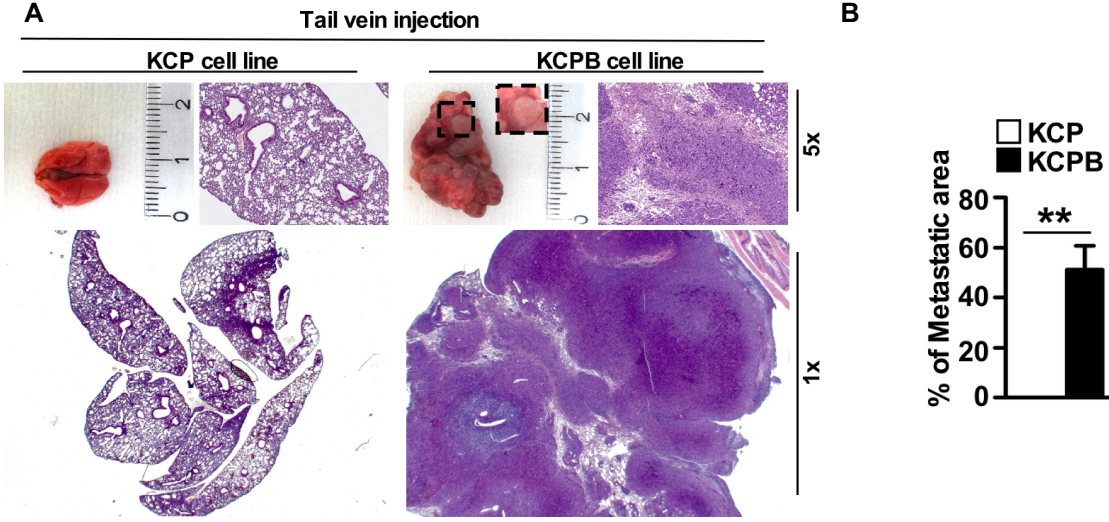 A
B
Tail vein injection
KCP cell line
KCPB cell line
2
1
0
2
1
0
5x
1x
KCP
KCPB
% of Metastatic area
80
60
40
20
0
**